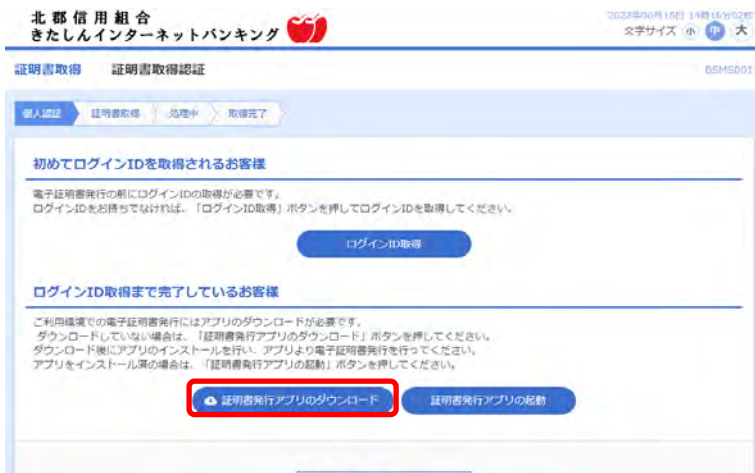 北郡信用組合
きたしんインターネットバンキング
2022年06月15日 14時16分02秒
文字サイズ 小 中 大
証明書取得 証明書取得認証
BSMS001
個人認証 証明書取得 処理中 取得完了
初めてログインIDを取得されるお客様
電子証明書発行の前にログインIDの取得が必要です。
ログインIDをお持ちでなければ、「ログインID取得」ボタンを押してログインIDを取得してください。
ログインID取得
ログインID取得まで完了しているお客様
ご利用環境での電子証明書発行にはアプリのダウンロードが必要です。
ダウンロードしていない場合は、「証明書発行アプリのダウンロード」ボタンを押してください。
ダウンロード後にアプリのインストールを行い、アプリより電子証明書発行を行ってください。
アプリをインストール済の場合は、「証明書発行アプリの起動」ボタンを押してください。
証明書発行アプリのダウンロード 証明書発行アプリの起動